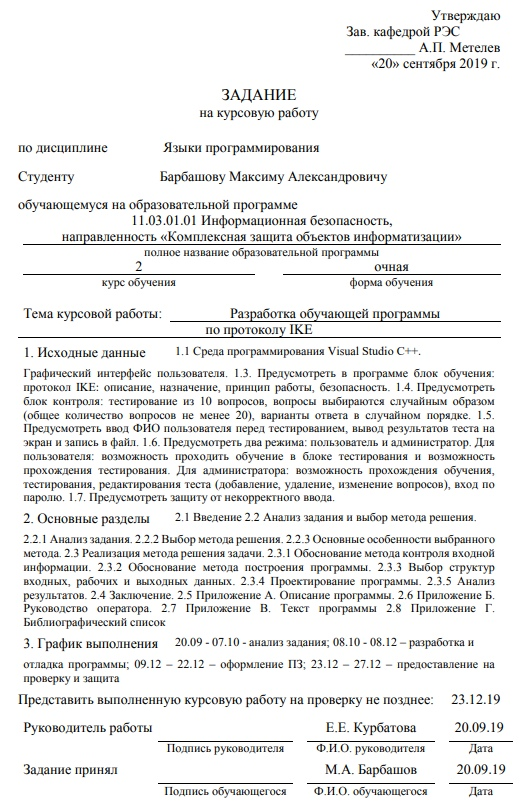 Утверждаю
Зав. кафедрой РЭС
__________ А.П. Метелев
«20» сентября 2019 г.
ЗАДАНИЕ
на курсовую работу
по дисциплине Языки программирования
Студенту Барбашову Максиму Александровичу
обучающемуся на образовательной программе
11.03.01.01 Информационная безопасность,
направленность «Комплексная защита объектов информатизации»
полное название образовательной программы
2 очная
курс обучения форма обучения
Тема курсовой работы: Разработка обучающей программы
по протоколу IKE
1. Исходные данные 1.1 Среда программирования Visual Studio C++.
Графический интерфейс пользователя. 1.3. Предусмотреть в программе блок обучения:
протокол IKE: описание, назначение, принцип работы, безопасность. 1.4. Предусмотреть
блок контроля: тестирование из 10 вопросов, вопросы выбираются случайным образом
(общее количество вопросов не менее 20), варианты ответа в случайном порядке. 1.5.
Предусмотреть ввод ФИО пользователя перед тестированием, вывод результатов теста на
экран и запись в файл. 1.6. Предусмотреть два режима: пользователь и администратор. Для
пользователя: возможность проходить обучение в блоке тестирования и возможность
прохождения тестирования. Для администратора: возможность прохождения обучения,
тестирования, редактирования теста (добавление, удаление, изменение вопросов), вход по
паролю. 1.7. Предусмотреть защиту от некорректного ввода.
2. Основные разделы 2.1 Введение 2.2 Анализ задания и выбор метода решения.
2.2.1 Анализ задания. 2.2.2 Выбор метода решения. 2.2.3 Основные особенности выбранного
метода. 2.3 Реализация метода решения задачи. 2.3.1 Обоснование метода контроля входной
информации. 2.3.2 Обоснование метода построения программы. 2.3.3 Выбор структур
входных, рабочих и выходных данных. 2.3.4 Проектирование программы. 2.3.5 Анализ
результатов. 2.4 Заключение. 2.5 Приложение А. Описание программы. 2.6 Приложение Б.
Руководство оператора. 2.7 Приложение В. Текст программы 2.8 Приложение Г.
Библиографический список
3. График выполнения 20.09 - 07.10 - анализ задания; 08.10 - 08.12 – разработка и
отладка программы; 09.12 – 22.12 – оформление ПЗ; 23.12 – 27.12 – предоставление на
проверку и защита
Представить выполненную курсовую работу на проверку не позднее: 23.12.19
Руководитель работы Е.Е. Курбатова 20.09.19
Подпись руководителя Ф.И.О. руководителя Дата
Задание принял М.А. Барбашов 20.09.19
Подпись обучающегося Ф.И.О. обучающегося Дата